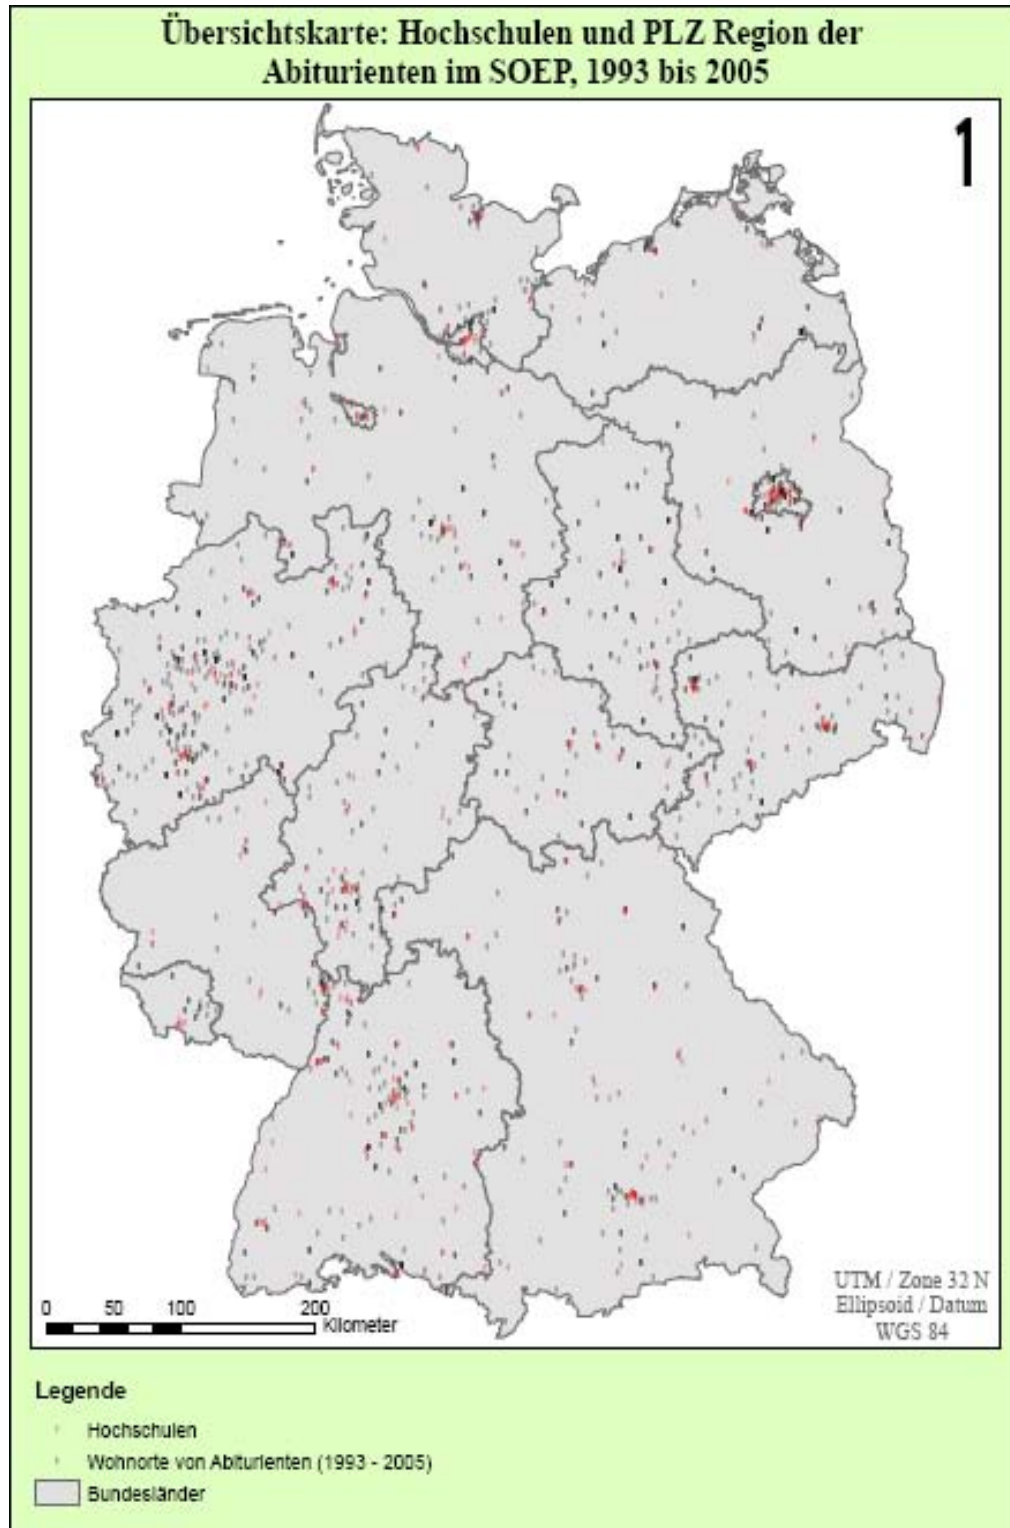 Übersichtskarte: Hochschulen und PLZ Region der
Abiturienten im SOEP, 1993 bis 2005
1
UTM / Zone 32 N
Ellipsoid / Datum
WGS 84
0 50 100 200
Kilometer
Legende
Hochschulen
Wohnorte von Abiturienten (1993 - 2005)
Bundesländer